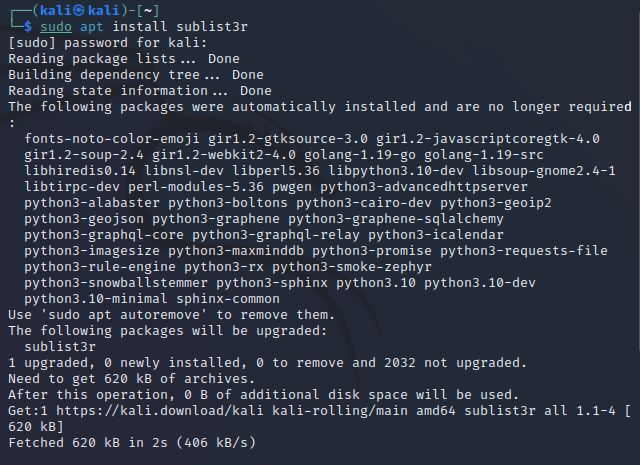 ┌──(kali㉿kali)-[~]
└─$ sudo apt install sublist3r
[sudo] password for kali:
Reading package lists... Done
Building dependency tree... Done
Reading state information... Done
The following packages were automatically installed and are no longer required
:
  fonts-noto-color-emoji gir1.2-gtksource-3.0 gir1.2-javascriptcoregtk-4.0
  gir1.2-soup-2.4 gir1.2-webkit2-4.0 golang-1.19-go golang-1.19-src
  libhiredis0.14 libnsl-dev libperl5.36 libpython3.10-dev libsoup-gnome2.4-1
  libtirpc-dev perl-modules-5.36 pwgen python3-advancedhttpserver
  python3-alabaster python3-boltons python3-cairo-dev python3-geoip2
  python3-geojson python3-graphene python3-graphene-sqlalchemy
  python3-graphql-core python3-graphql-relay python3-icalendar
  python3-imagesize python3-maxminddb python3-promise python3-requests-file
  python3-rule-engine python3-rx python3-smoke-zephyr
  python3-snowballstemmer python3-sphinx python3.10 python3.10-dev
  python3.10-minimal sphinx-common
Use 'sudo apt autoremove' to remove them.
The following packages will be upgraded:
  sublist3r
1 upgraded, 0 newly installed, 0 to remove and 2032 not upgraded.
Need to get 620 kB of archives.
After this operation, 0 B of additional disk space will be used.
Get:1 https://kali.download/kali kali-rolling/main amd64 sublist3r all 1.1-4 [
620 kB]
Fetched 620 kB in 2s (406 kB/s)